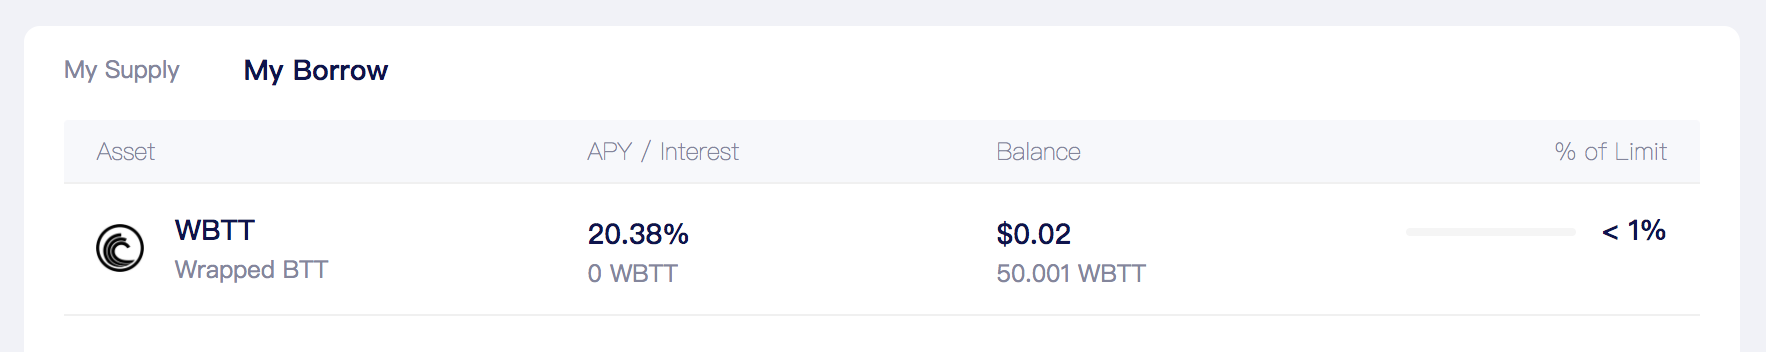 My Supply My Borrow
Asset APY / Interest Balance % of Limit
WBTT 20.38% $0.02 < 1%
Wrapped BTT 0 WBTT 50.001 WBTT